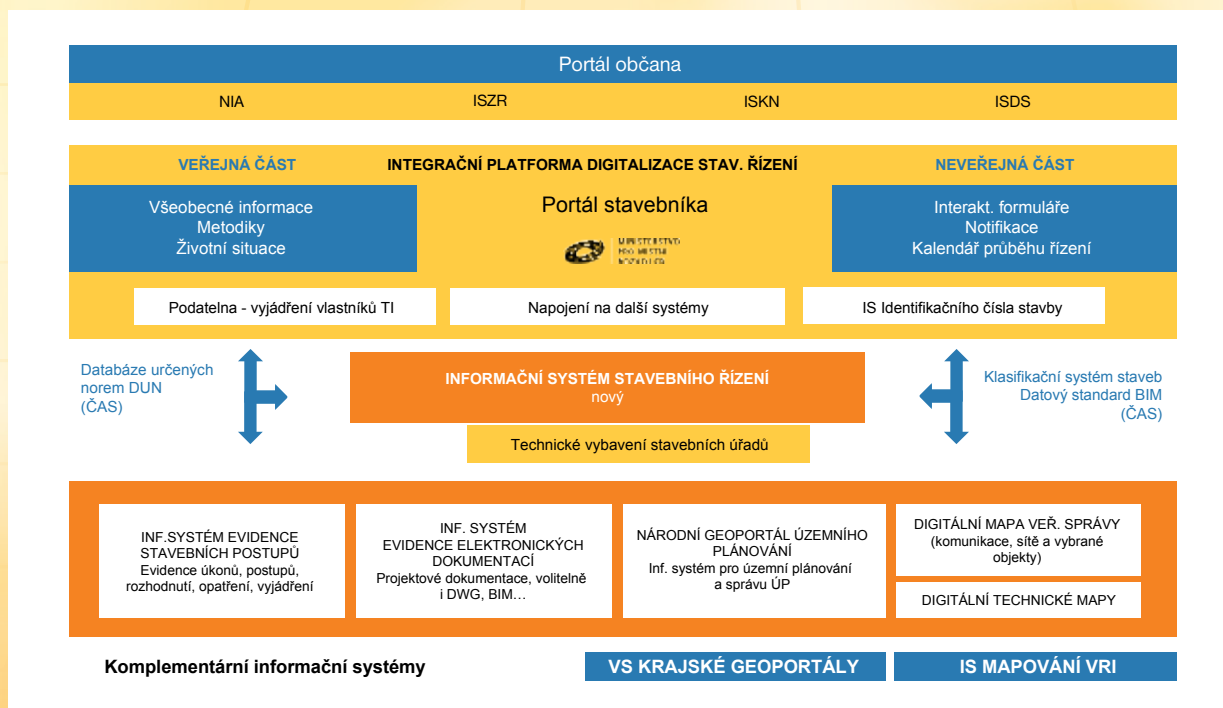 Portál občana
NIA
ISZR
ISKN
ISDS
VEŘEJNÁ ČÁST
INTEGRAČNÍ PLATFORMA DIGITALIZACE STAV. ŘÍZENÍ
NEVEŘEJNÁ ČÁST
Všeobecné informace
Metodiky
Životní situace
Portál stavebníka
MINISTERSTVO
PRO MÍSTNÍ
ROZVOJ ČR
Interakt. formuláře
Notifikace
Kalendář průběhu řízení
Podatelna - vyjádření vlastníků TI
Napojení na další systémy
IS Identifikačního čísla stavby
Databáze určených
norem DUN
(ČAS)
INFORMAČNÍ SYSTÉM STAVEBNÍHO ŘÍZENÍ
nový
Technické vybavení stavebních úřadů
Klasifikační systém staveb
Datový standard BIM
(ČAS)
INF.SYSTÉM EVIDENCE
STAVEBNÍCH POSTUPŮ
Evidence úkonů, postupů,
rozhodnutí, opatření, vyjádření
INF. SYSTÉM
EVIDENCE ELEKTRONICKÝCH
DOKUMENTACÍ
Projektové dokumentace, volitelně
i DWG, BIM…
NÁRODNÍ GEOPORTÁL ÚZEMNÍHO
PLÁNOVÁNÍ
Inf. systém pro územní plánování
a správu ÚP
DIGITÁLNÍ MAPA VEŘ. SPRÁVY
(komunikace, sítě a vybrané
objekty)
DIGITÁLNÍ TECHNICKÉ MAPY
Komplementární informační systémy
VS KRAJSKÉ GEOPORTÁLY
IS MAPOVÁNÍ VRI